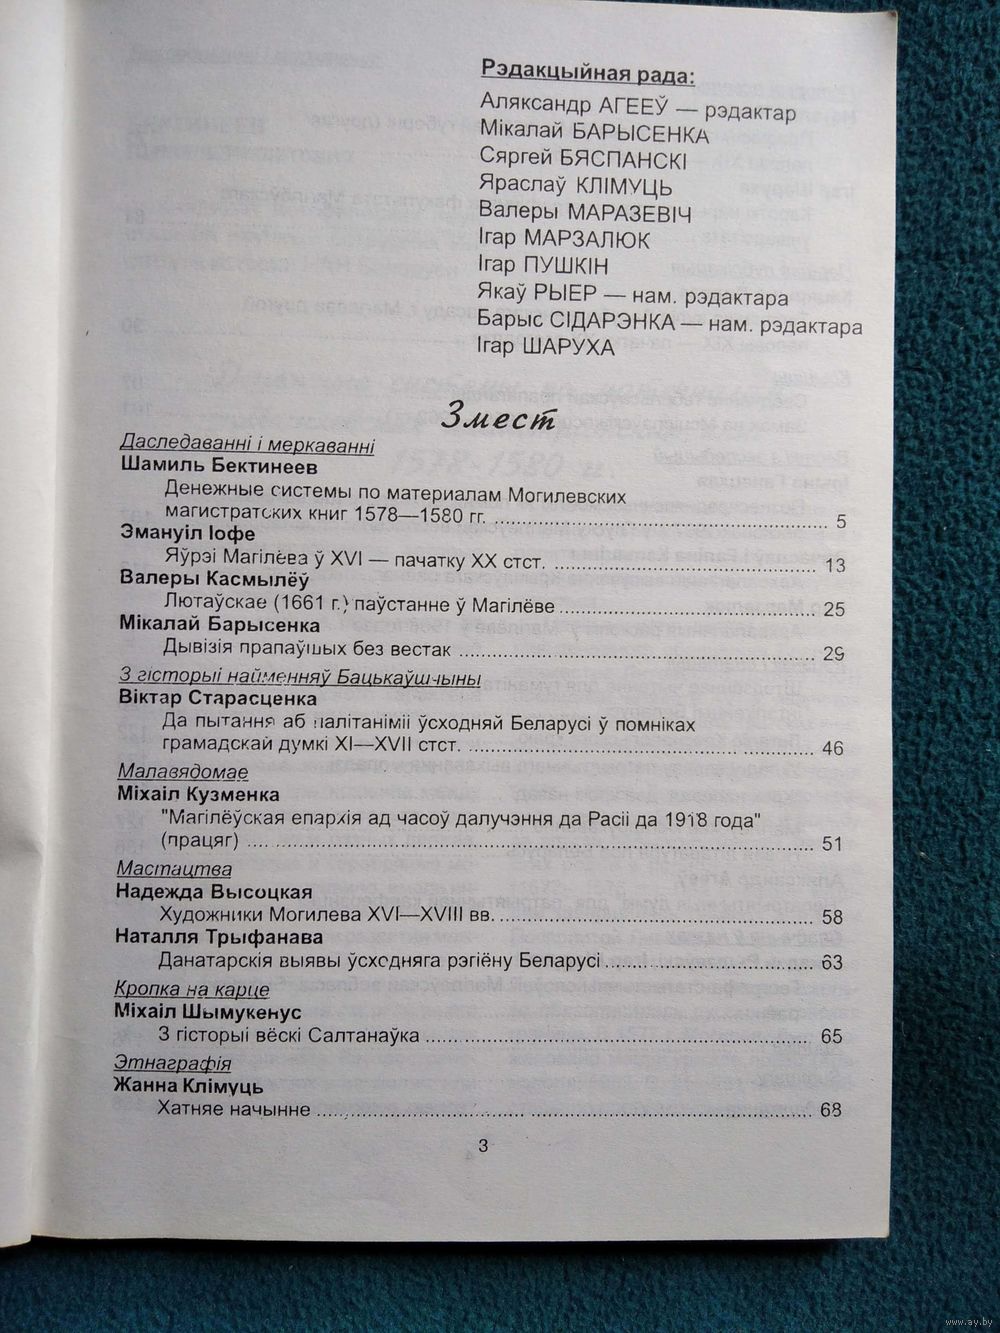 Рэдакцыйная рада:
Аляксандр АГЕЕЎ — рэдактар
Мікалай БАРЫСЕНКА
Сяргей БЯСПАНСКІ
Яраслаў КЛІМУЦЬ
Валеры МАРАЗЕВІЧ
Ігар МАРЗАЛЮК
Ігар ПУШКІН
Якаў РЫЕР — нам. рэдактара
Барыс СІДАРЭНКА — нам. рэдактара
Ігар ШАРУХА
Змест
Даследаванні і меркаванні
Шамиль Бектинеев
Денежные системы по материалам Могилевских
магистратских книг 1578—1580 гг. ........ 5
Эмануіл Іофе
Яўрэі Магілёва ў XVI — пачатку XX стст. ........ 13
Валеры Касмылёў
Лютаўскае (1661 г.) паўстанне ў Магілёве ........ 25
Мікалай Барысенка
Дывізія прапаўшых без вестак ........ 29
З гісторыі найменняў Бацькаўшчыны
Віктар Старасценка
Да пытання аб палітаніміі ўсходняй Беларусі ў помніках
грамадскай думкі XI—XVII стст. ........ 46
Малавядомае
Міхаіл Кузменка
"Магілёўская епархія ад часоў далучэння да Расіі да 1918 года"
(працяг) ........ 51
Мастацтва
Надежда Высоцкая
Художники Могилева XVI—XVIII вв. ........ 58
Наталля Трыфанава
Данатарскія выявы ўсходняга рэгіёну Беларусі ........ 63
Кропка на карце
Міхаіл Шымукенус
З гісторыі вёскі Салтанаўка ........ 65
Этнаграфія
Жанна Клімуць
Хатняе начынне ........ 68
3
www.ay.by